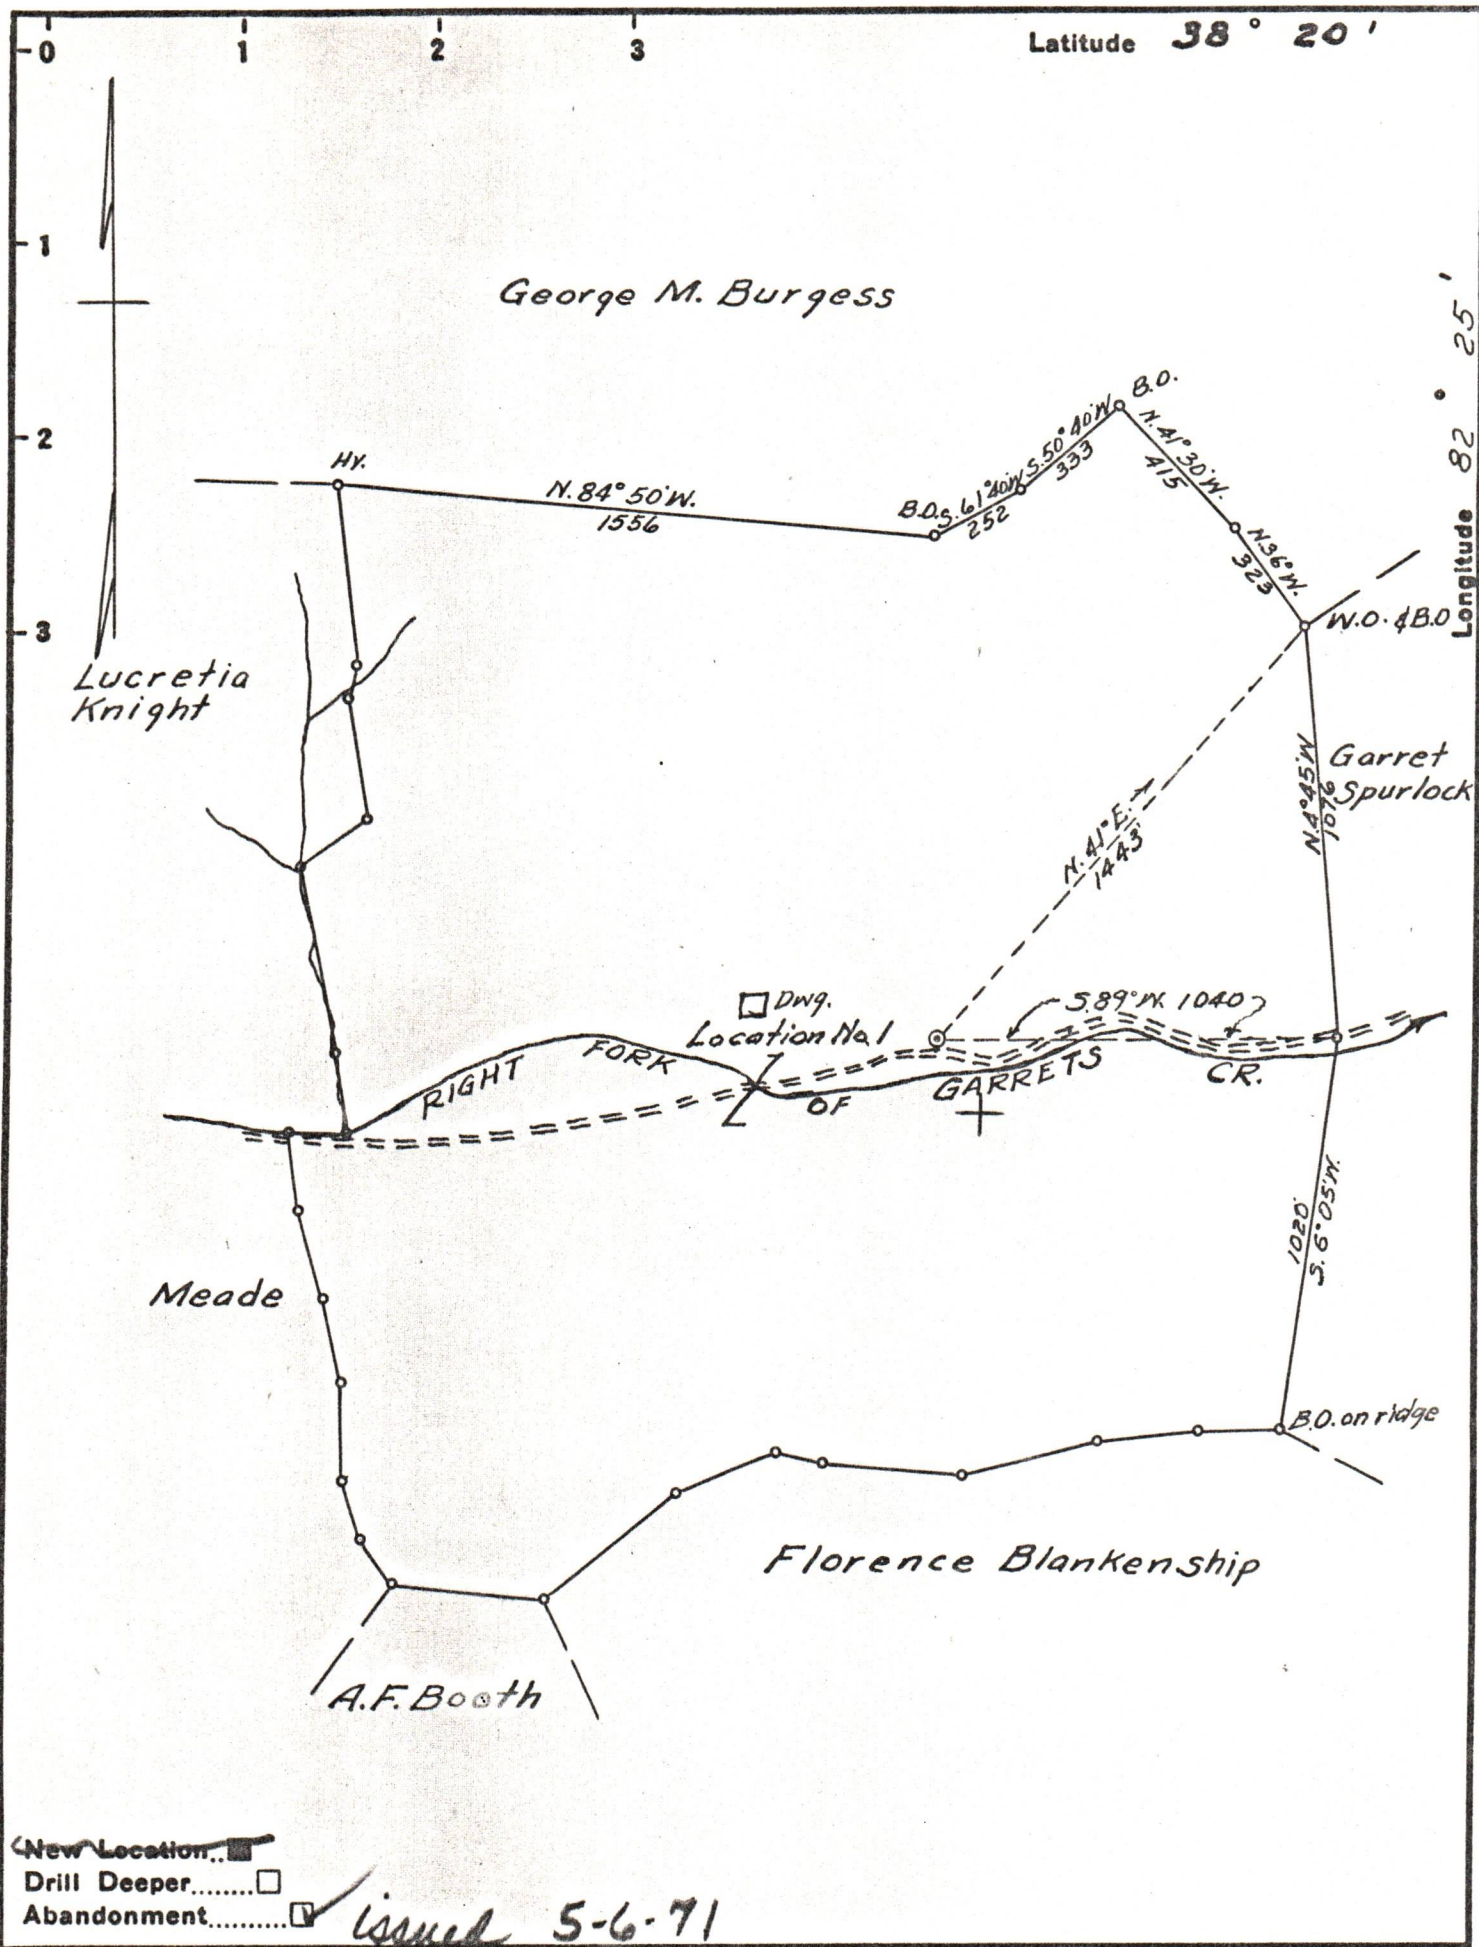 0 1 2 3 Latitude 38° 20'
1
George M. Burgess
Longitude 82° 25'
2
B.O.
Hy.
N. 84° 50' W.
1556
B.O.
S. 61° 40' W.
252
S. 50° 40' W.
333
N. 41° 30' W.
415
N. 36° W.
323
3
W.O. & B.O
Lucretia
Knight
Garret
Spurlock
N. 4° 45' W
1076
N. 41° E.
1443'
Dwg.
Location No. 1
S. 89° W. 1040
RIGHT FORK OF GARRETS CR.
1020'
S. 6° 05' W.
Meade
B.O. on ridge
Florence Blankenship
A.F. Booth
New Location..
Drill Deeper........
Abandonment..........
issued 5-6-71